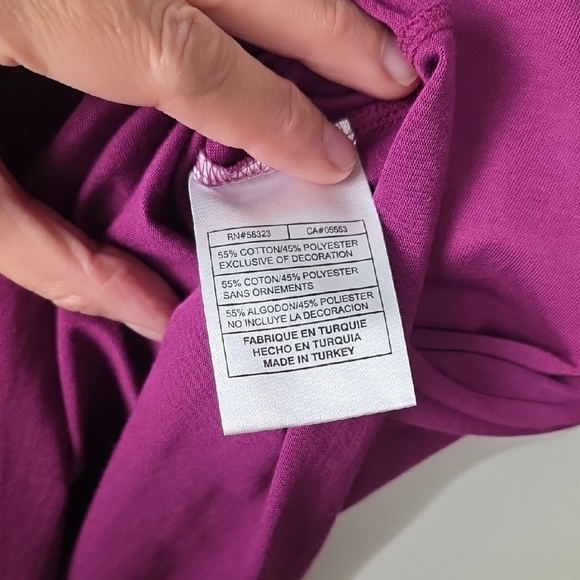 RN#56323 CA#05553
55% COTTON/45% POLYESTER
EXCLUSIVE OF DECORATION
55% COTON/45% POLYESTER
SANS ORNEMENTS
55% ALGODON/45% POLIESTER
NO INCLUYE LA DECORACION
FABRIQUE EN TURQUIE
HECHO EN TURQUIA
MADE IN TURKEY